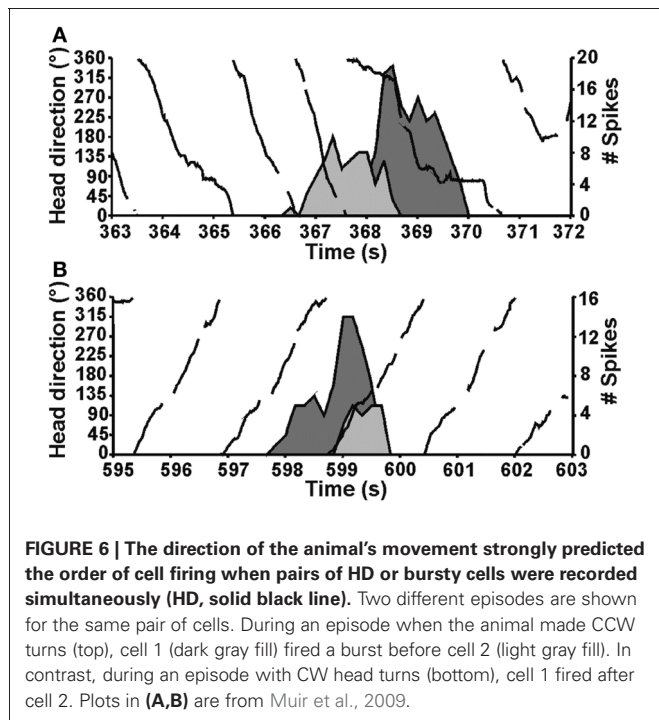 A
360
315
270
225
180
135
90
45
0
Head direction (°)
20
16
12
8
4
0
# Spikes
363 364 365 366 367 368 369 370 371 372
Time (s)
B
360
315
270
225
180
135
90
45
0
Head direction (°)
16
12
8
4
0
# Spikes
595 596 597 598 599 600 601 602 603
Time (s)
FIGURE 6 | The direction of the animal's movement strongly predicted
the order of cell firing when pairs of HD or bursty cells were recorded
simultaneously (HD, solid black line). Two different episodes are shown
for the same pair of cells. During an episode when the animal made CCW
turns (top), cell 1 (dark gray fill) fired a burst before cell 2 (light gray fill). In
contrast, during an episode with CW head turns (bottom), cell 1 fired after
cell 2. Plots in (A,B) are from Muir et al., 2009.